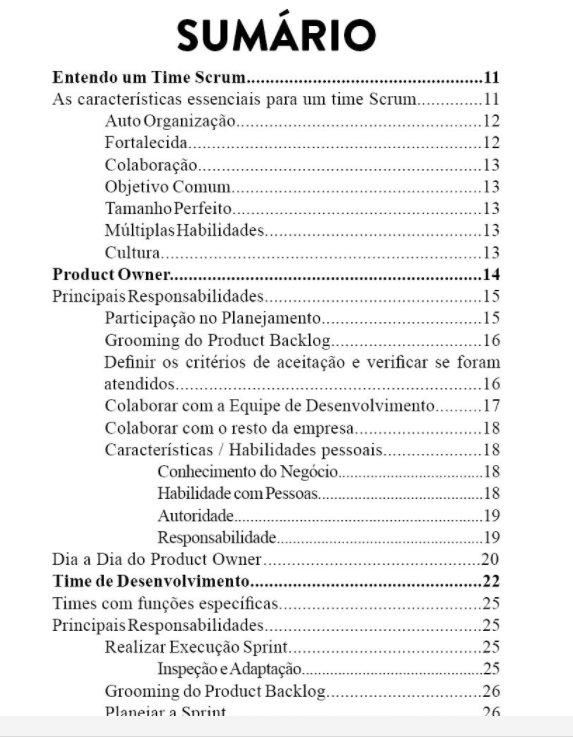 SUMÁRIO
Entendo um Time Scrum..................................................11
As características essenciais para um time Scrum.............11
Auto Organização..................................................12
Fortalecida............................................................12
Colaboração..........................................................13
Objetivo Comum...................................................13
Tamanho Perfeito..................................................13
Múltiplas Habilidades............................................13
Cultura..................................................................13
Product Owner..................................................................14
Principais Responsabilidades..............................................15
Participação no Planejamento................................15
Grooming do Product Backlog..............................16
Definir os critérios de aceitação e verificar se foram
atendidos...............................................................16
Colaborar com a Equipe de Desenvolvimento..........17
Colaborar com o resto da empresa..........................18
Características / Habilidades pessoais....................18
Conhecimento do Negócio....................................18
Habilidade com Pessoas........................................18
Autoridade............................................................19
Responsabilidade..................................................19
Dia a Dia do Product Owner..............................................20
Time de Desenvolvimento.................................................22
Times com funções específicas...........................................25
Principais Responsabilidades..............................................25
Realizar Execução Sprint.......................................25
Inspeção e Adaptação............................................25
Grooming do Product Backlog...............................26
Planejar a Sprint....................................................26